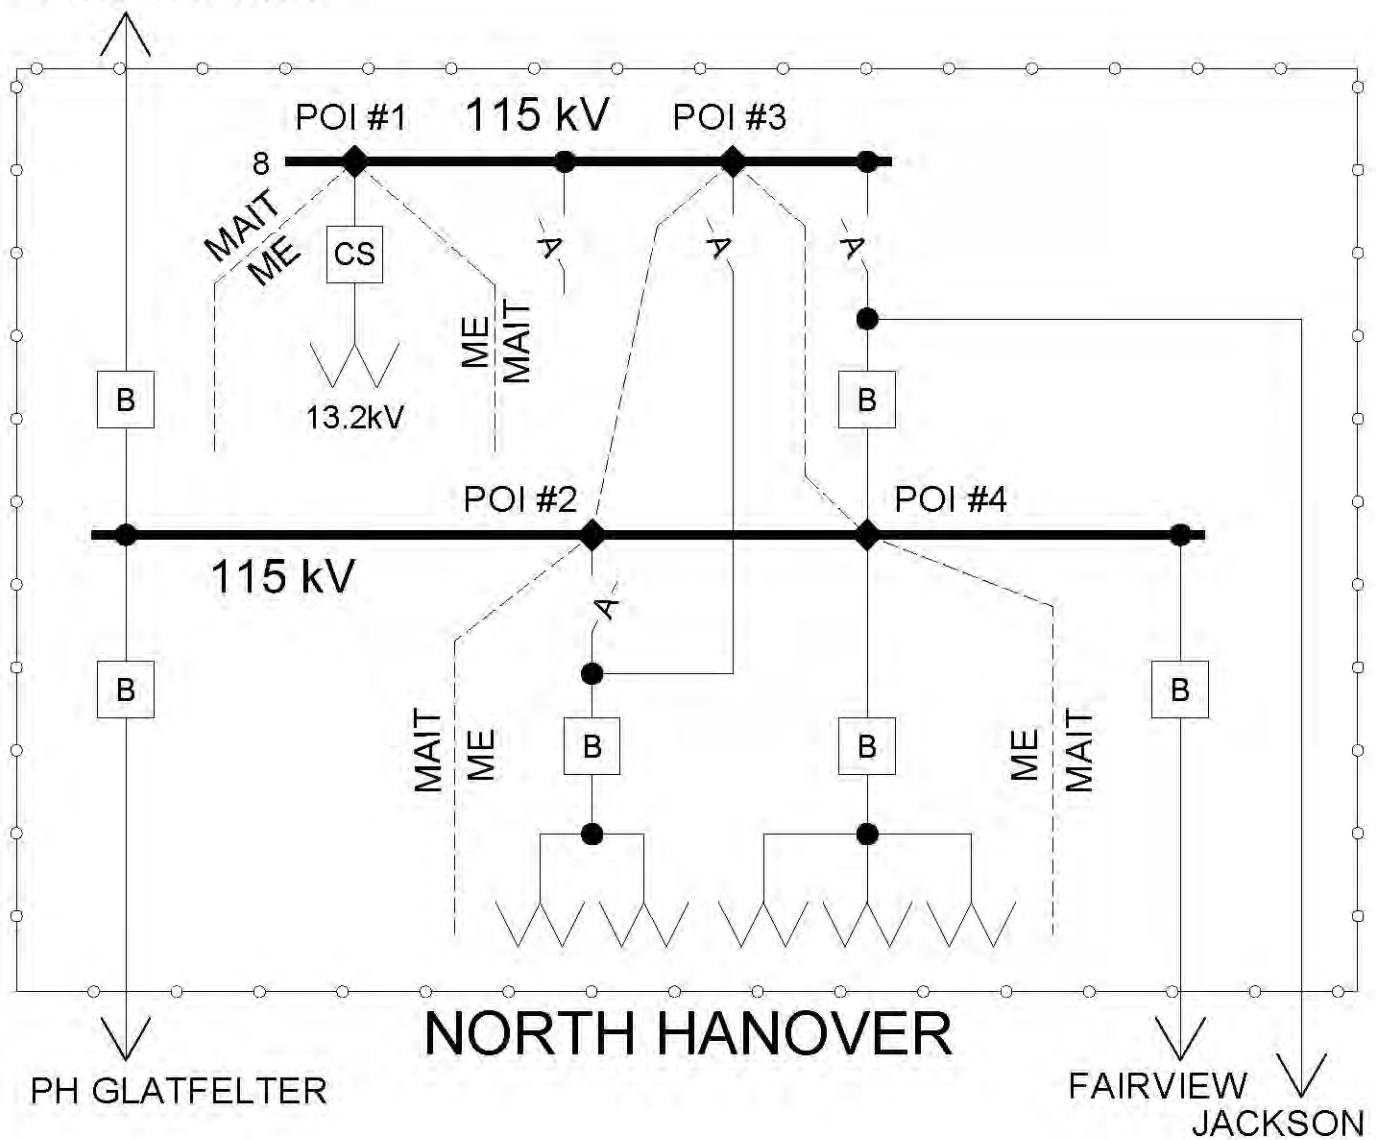 POI #1
115 kV
POI #3
8
MAIT
ME
CS
A
A
A
ME
MAIT
13.2kV
B
B
POI #2
POI #4
115 kV
A
B
B
MAIT
ME
B
B
ME
MAIT
NORTH HANOVER
PH GLATFELTER
FAIRVIEW
JACKSON